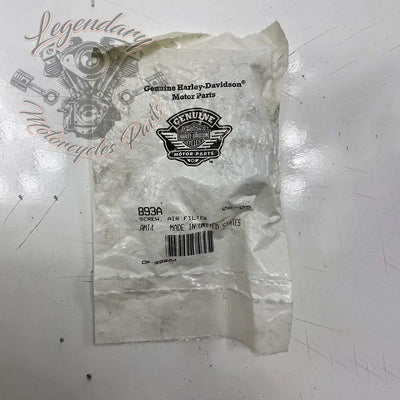 Legendary
Motorcycles Parts
Genuine Harley-Davidson®
Motor Parts
GENUINE
HARLEY-DAVIDSON
MOTOR PARTS
893A
SCREW, AIR FILTER
MADE IN UNITED STATES